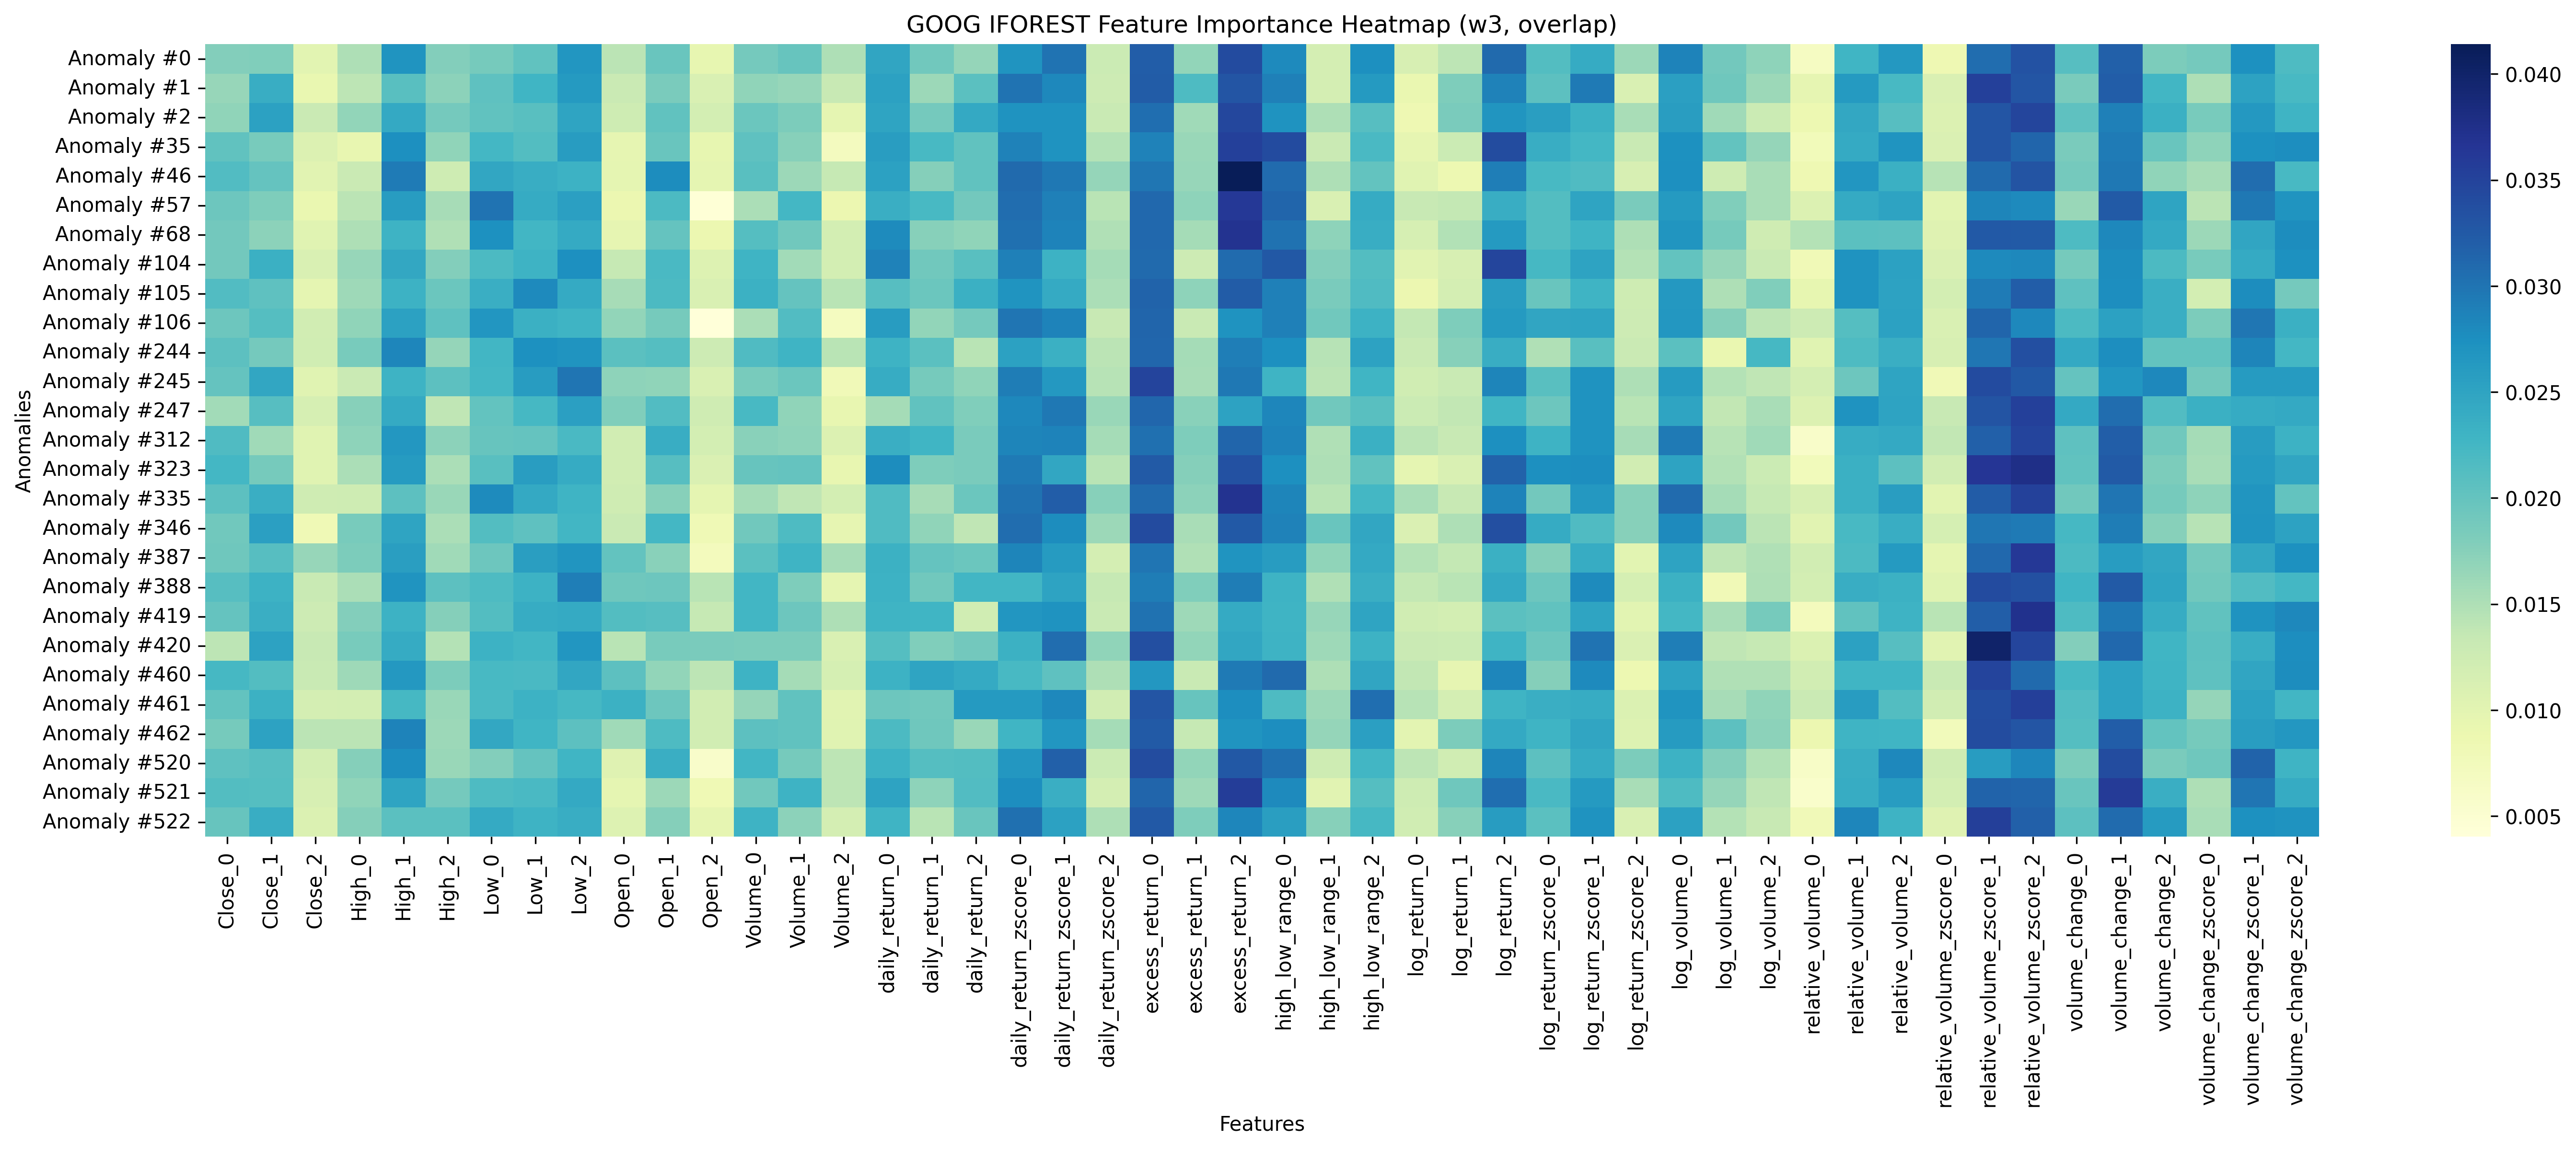 GOOG IFOREST Feature Importance Heatmap (w3, overlap)
Anomalies
Anomaly #0
Anomaly #1
Anomaly #2
Anomaly #35
Anomaly #46
Anomaly #57
Anomaly #68
Anomaly #104
Anomaly #105
Anomaly #106
Anomaly #244
Anomaly #245
Anomaly #247
Anomaly #312
Anomaly #323
Anomaly #335
Anomaly #346
Anomaly #387
Anomaly #388
Anomaly #419
Anomaly #420
Anomaly #460
Anomaly #461
Anomaly #462
Anomaly #520
Anomaly #521
Anomaly #522
Close_0
Close_1
Close_2
High_0
High_1
High_2
Low_0
Low_1
Low_2
Open_0
Open_1
Open_2
Volume_0
Volume_1
Volume_2
daily_return_0
daily_return_1
daily_return_2
daily_return_zscore_0
daily_return_zscore_1
daily_return_zscore_2
excess_return_0
excess_return_1
excess_return_2
high_low_range_0
high_low_range_1
high_low_range_2
log_return_0
log_return_1
log_return_2
log_return_zscore_0
log_return_zscore_1
log_return_zscore_2
log_volume_0
log_volume_1
log_volume_2
relative_volume_0
relative_volume_1
relative_volume_2
relative_volume_zscore_0
relative_volume_zscore_1
relative_volume_zscore_2
volume_change_0
volume_change_1
volume_change_2
volume_change_zscore_0
volume_change_zscore_1
volume_change_zscore_2
Features
0.040
0.035
0.030
0.025
0.020
0.015
0.010
0.005